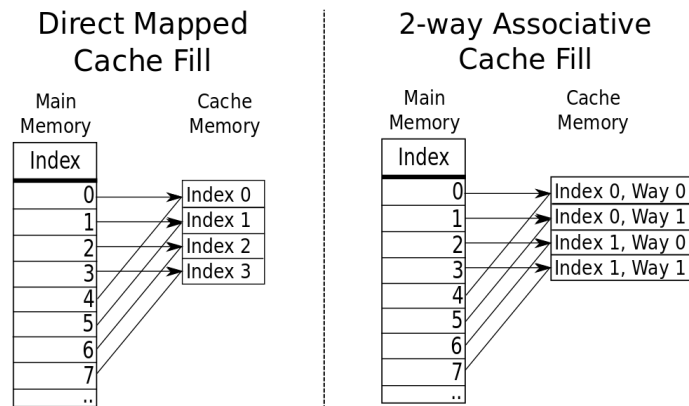 Direct Mapped
Cache Fill
Main
Memory
Cache
Memory
Index
0
1
2
3
4
5
6
7
..
Index 0
Index 1
Index 2
Index 3
2-way Associative
Cache Fill
Main
Memory
Cache
Memory
Index
0
1
2
3
4
5
6
7
..
Index 0, Way 0
Index 0, Way 1
Index 1, Way 0
Index 1, Way 1